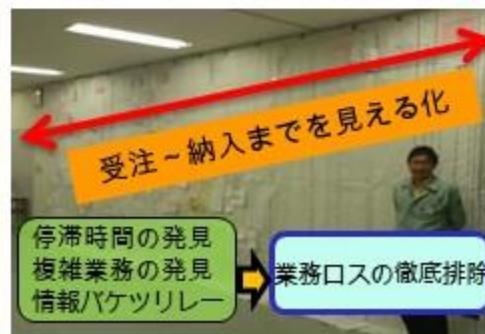 受注～納入までを見える化
停滞時間の発見
複雑業務の発見
情報バケツリレー
業務ロスの徹底排除